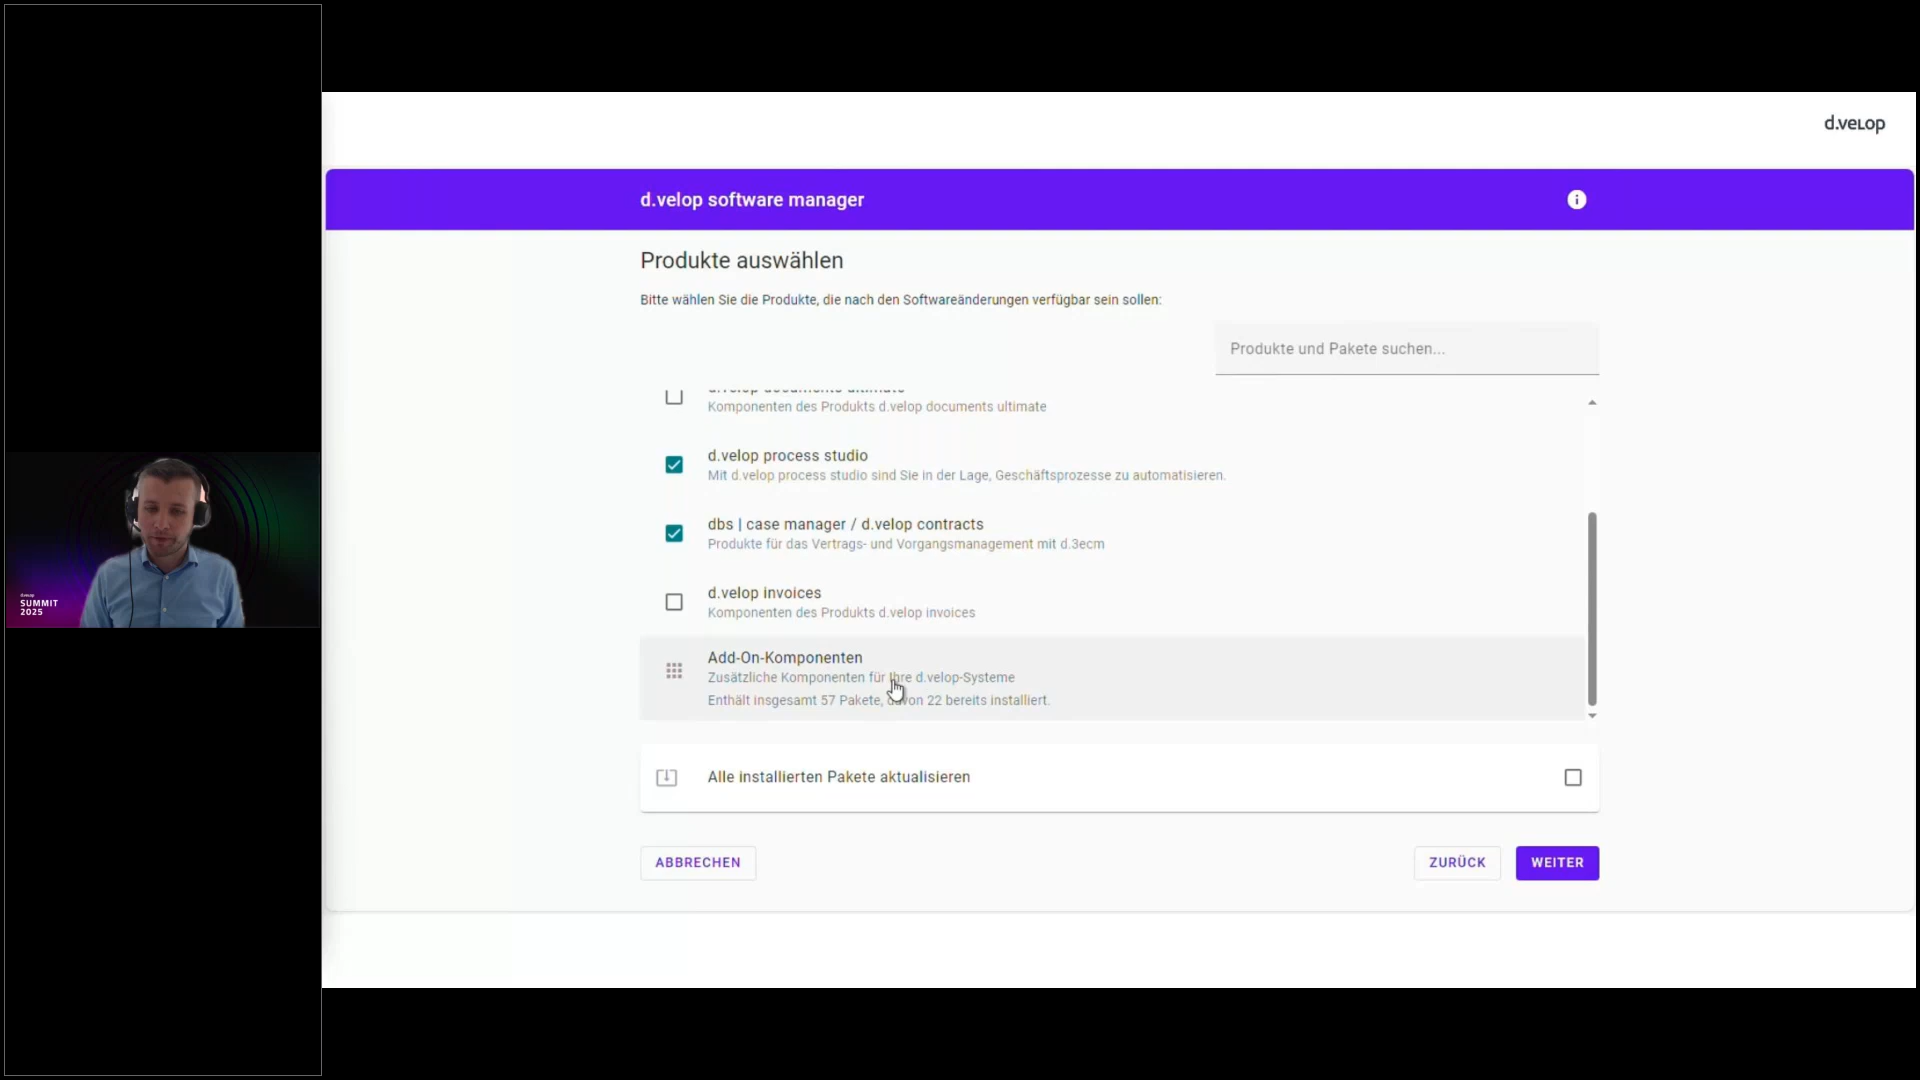 d.velop
d.velop software manager
Produkte auswählen
Bitte wählen Sie die Produkte, die nach den Softwareänderungen verfügbar sein sollen:
Produkte und Pakete suchen...
d.velop documents ultimate
Komponenten des Produkts d.velop documents ultimate
d.velop process studio
Mit d.velop process studio sind Sie in der Lage, Geschäftsprozesse zu automatisieren.
dbs | case manager / d.velop contracts
Produkte für das Vertrags- und Vorgangsmanagement mit d.3ecm
d.velop invoices
Komponenten des Produkts d.velop invoices
Add-On-Komponenten
Zusätzliche Komponenten für Ihre d.velop-Systeme
Enthält insgesamt 57 Pakete, davon 22 bereits installiert.
Alle installierten Pakete aktualisieren
ABBRECHEN
ZURÜCK
WEITER
d.velop
SUMMIT
2025